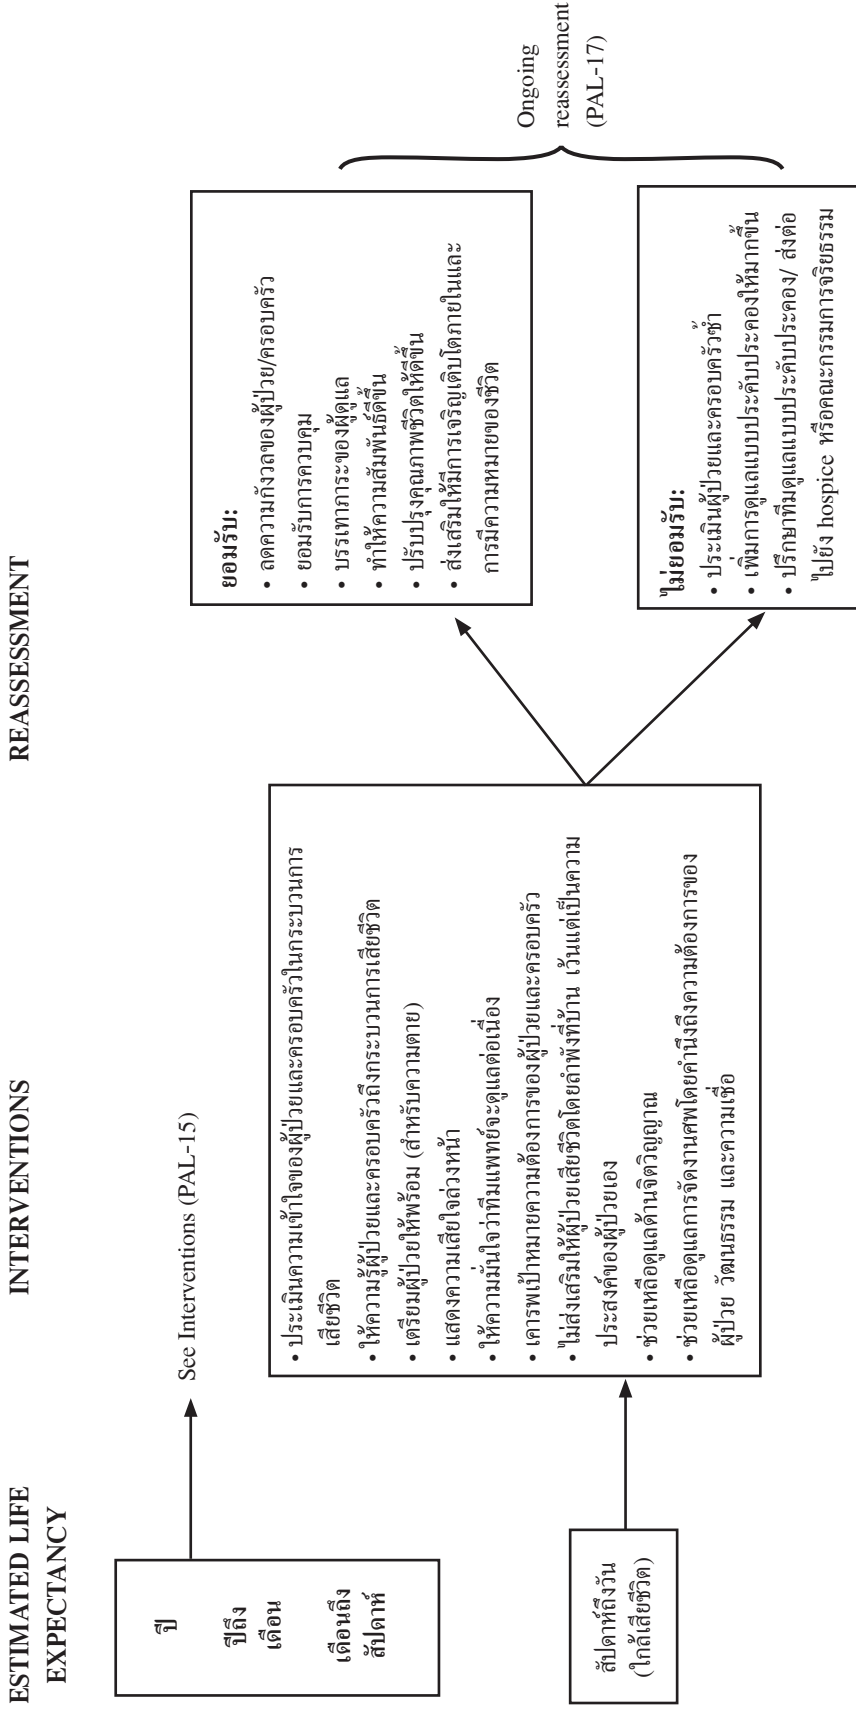 ESTIMATED LIFE
EXPECTANCY
INTERVENTIONS
REASSESSMENT
ปี
ปีถึง
เดือน
เดือนถึง
สัปดาห์
See Interventions (PAL-15)
สัปดาห์ถึงวัน
(ใกล้เสียชีวิต)
• ประเมินความเข้าใจของผู้ป่วยและครอบครัวในกระบวนการ
เสียชีวิต
• ให้ความรู้ผู้ป่วยและครอบครัวถึงกระบวนการเสียชีวิต
• เตรียมผู้ป่วยให้พร้อม (สำหรับความตาย)
• แสดงความเสียใจล่วงหน้า
• ให้ความมั่นใจว่าทีมแพทย์จะดูแลต่อเนื่อง
• เคารพเป้าหมายความต้องการของผู้ป่วยและครอบครัว
• ไม่ส่งเสริมให้ผู้ป่วยเสียชีวิตโดยลำพังที่บ้าน เว้นแต่เป็นความ
ประสงค์ของผู้ป่วยเอง
• ช่วยเหลือดูแลด้านจิตวิญญาณ
• ช่วยเหลือดูแลการจัดงานศพโดยคำนึงถึงความต้องการของ
ผู้ป่วย วัฒนธรรม และความเชื่อ
ยอมรับ:
• ลดความกังวลของผู้ป่วย/ครอบครัว
• ยอมรับการควบคุม
• บรรเทาภาระของผู้ดูแล
• ทำให้ความสัมพันธ์ดีขึ้น
• ปรับปรุงคุณภาพชีวิตให้ดีขึ้น
• ส่งเสริมให้มีการเจริญเติบโตภายในและ
การมีความหมายของชีวิต
ไม่ยอมรับ:
• ประเมินผู้ป่วยและครอบครัวซ้ำ
• เพิ่มการดูแลแบบประคับประคองให้มากขึ้น
• ปรึกษาทีมดูแลแบบประคับประคอง/ ส่งต่อ
ไปยัง hospice หรือคณะกรรมการจริยธรรม
Ongoing
reassessment
(PAL-17)